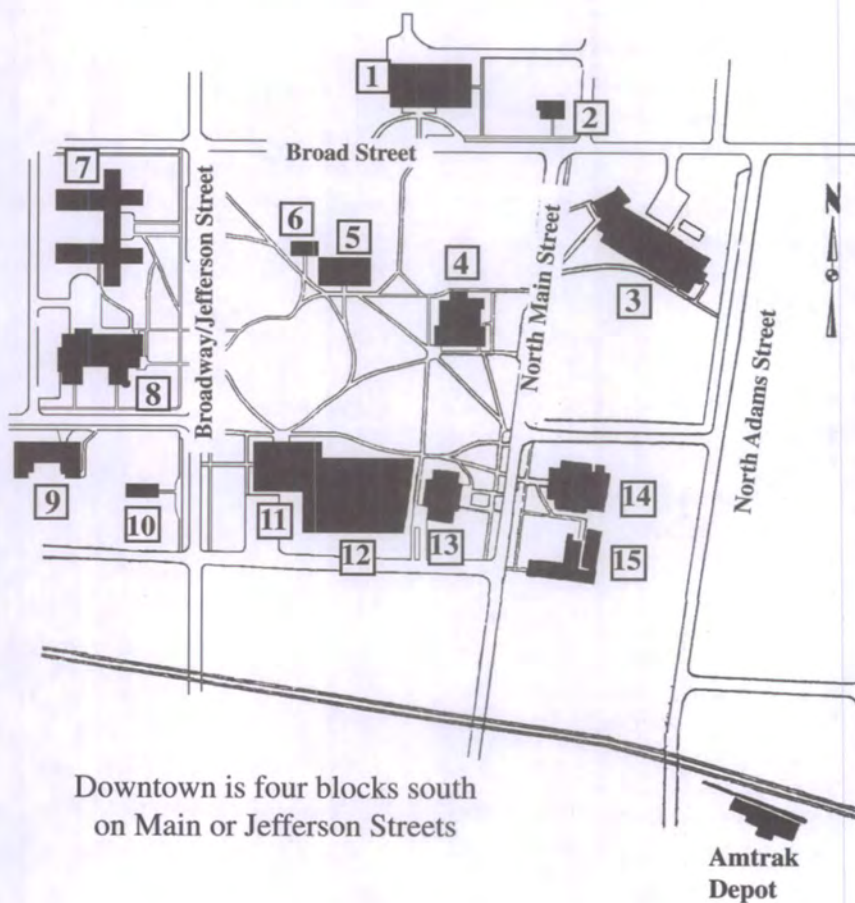 1
2
Broad Street
7
Broadway/Jefferson Street
6
5
4
North Main Street
N
3
North Adams Street
8
9
10
11
12
13
14
15
Downtown is four blocks south
on Main or Jefferson Streets
Amtrak
Depot